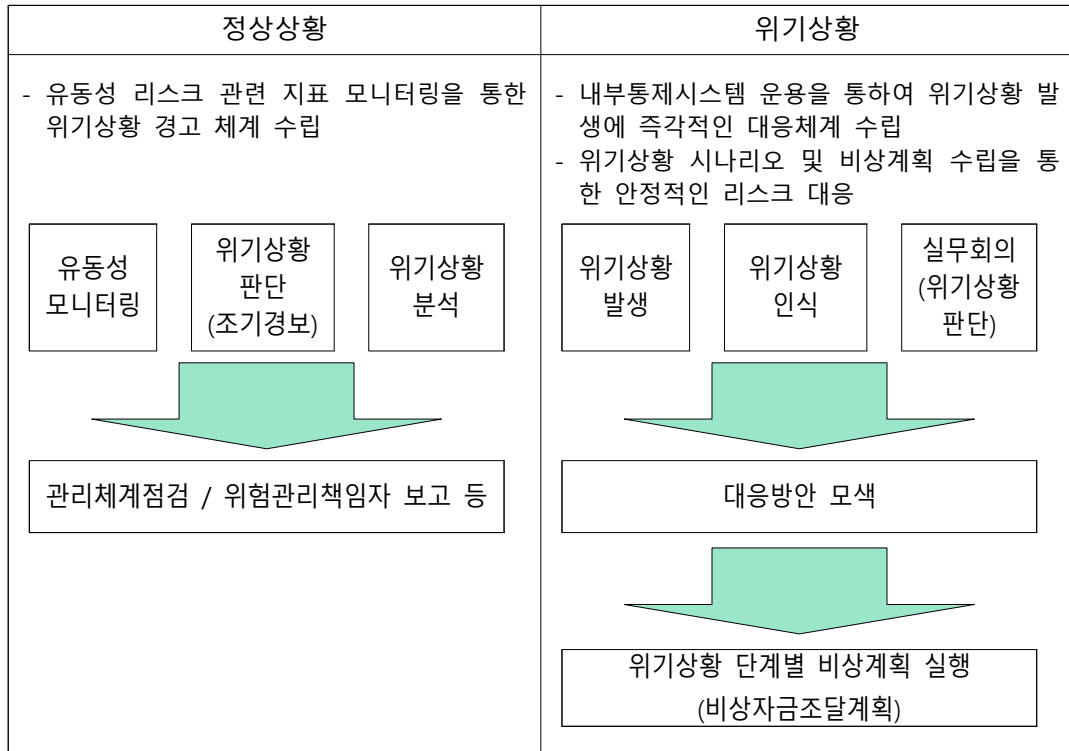 정상상황
- 유동성 리스크 관련 지표 모니터링을 통한
위기상황 경고 체계 수립
유동성
모니터링
위기상황
판단
(조기경보)
위기상황
분석
관리체계점검 / 위험관리책임자 보고 등
위기상황
- 내부통제시스템 운용을 통하여 위기상황 발
생에 즉각적인 대응체계 수립
- 위기상황 시나리오 및 비상계획 수립을 통
한 안정적인 리스크 대응
위기상황
발생
위기상황
인식
실무회의
(위기상황
판단)
대응방안 모색
위기상황 단계별 비상계획 실행
(비상자금조달계획)